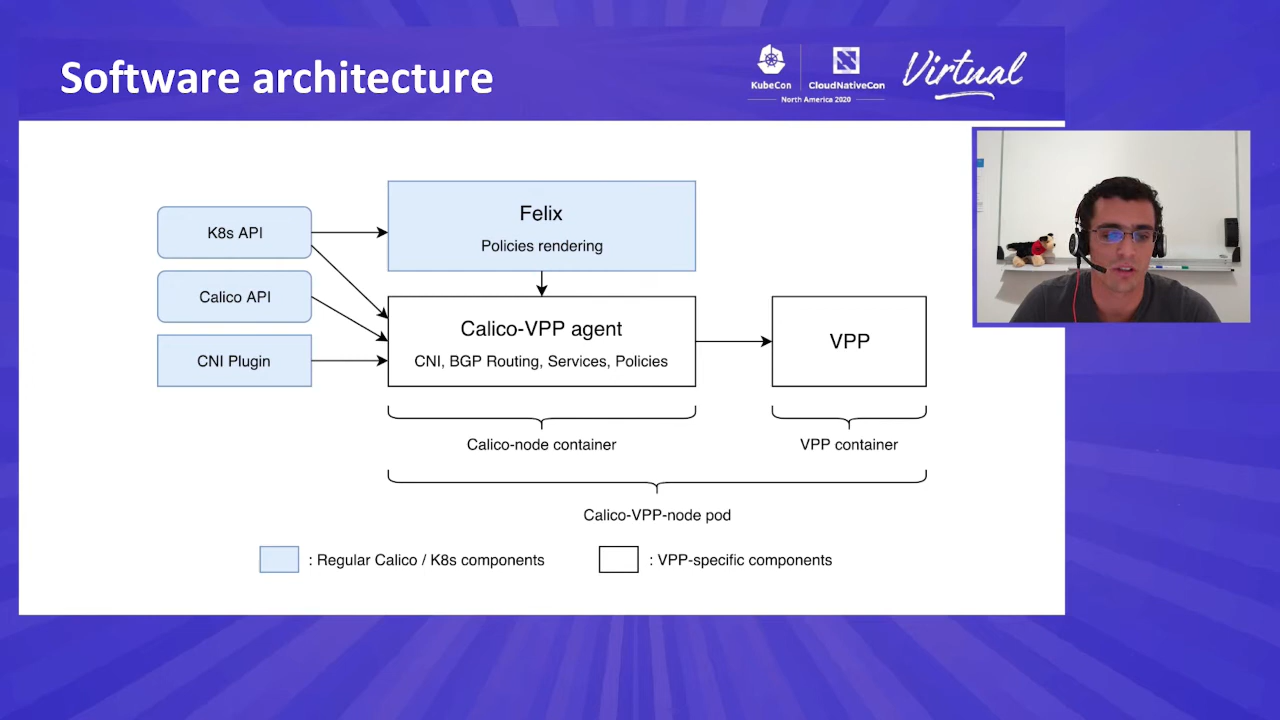 Software architecture
KubeCon
CloudNativeCon
North America 2020
Virtual
K8s API
Calico API
CNI Plugin
Felix
Policies rendering
Calico-VPP agent
CNI, BGP Routing, Services, Policies
VPP
Calico-node container
VPP container
Calico-VPP-node pod
: Regular Calico / K8s components
: VPP-specific components